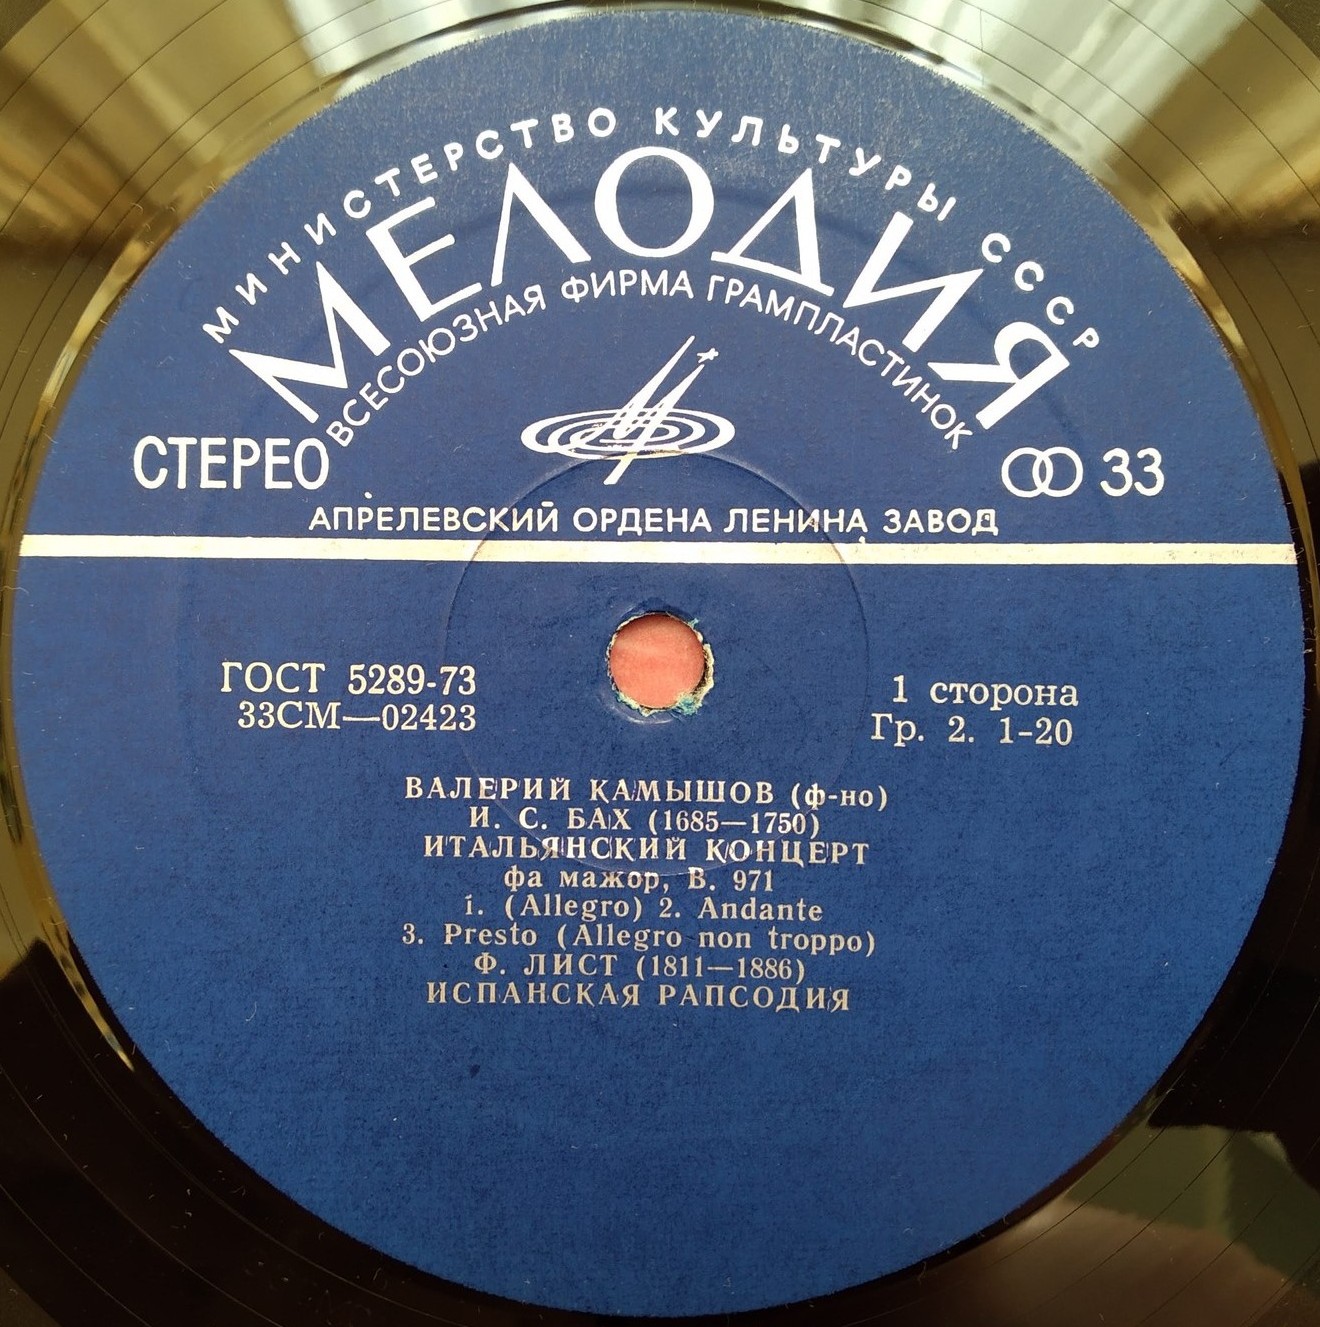 МИНИСТЕРСТВО КУЛЬТУРЫ СССР
МЕЛОДИЯ
ВСЕСОЮЗНАЯ ФИРМА ГРАМПЛАСТИНОК
СТЕРЕО
33
АПРЕЛЕВСКИЙ ОРДЕНА ЛЕНИНА ЗАВОД
ГОСТ 5289-73
33СМ—02423
1 сторона
Гр. 2. 1-20
ВАЛЕРИЙ КАМЫШОВ (ф-но)
И. С. БАХ (1685—1750)
ИТАЛЬЯНСКИЙ КОНЦЕРТ
фа мажор, В. 971
1. (Allegro) 2. Andante
3. Presto (Allegro non troppo)
Ф. ЛИСТ (1811—1886)
ИСПАНСКАЯ РАПСОДИЯ